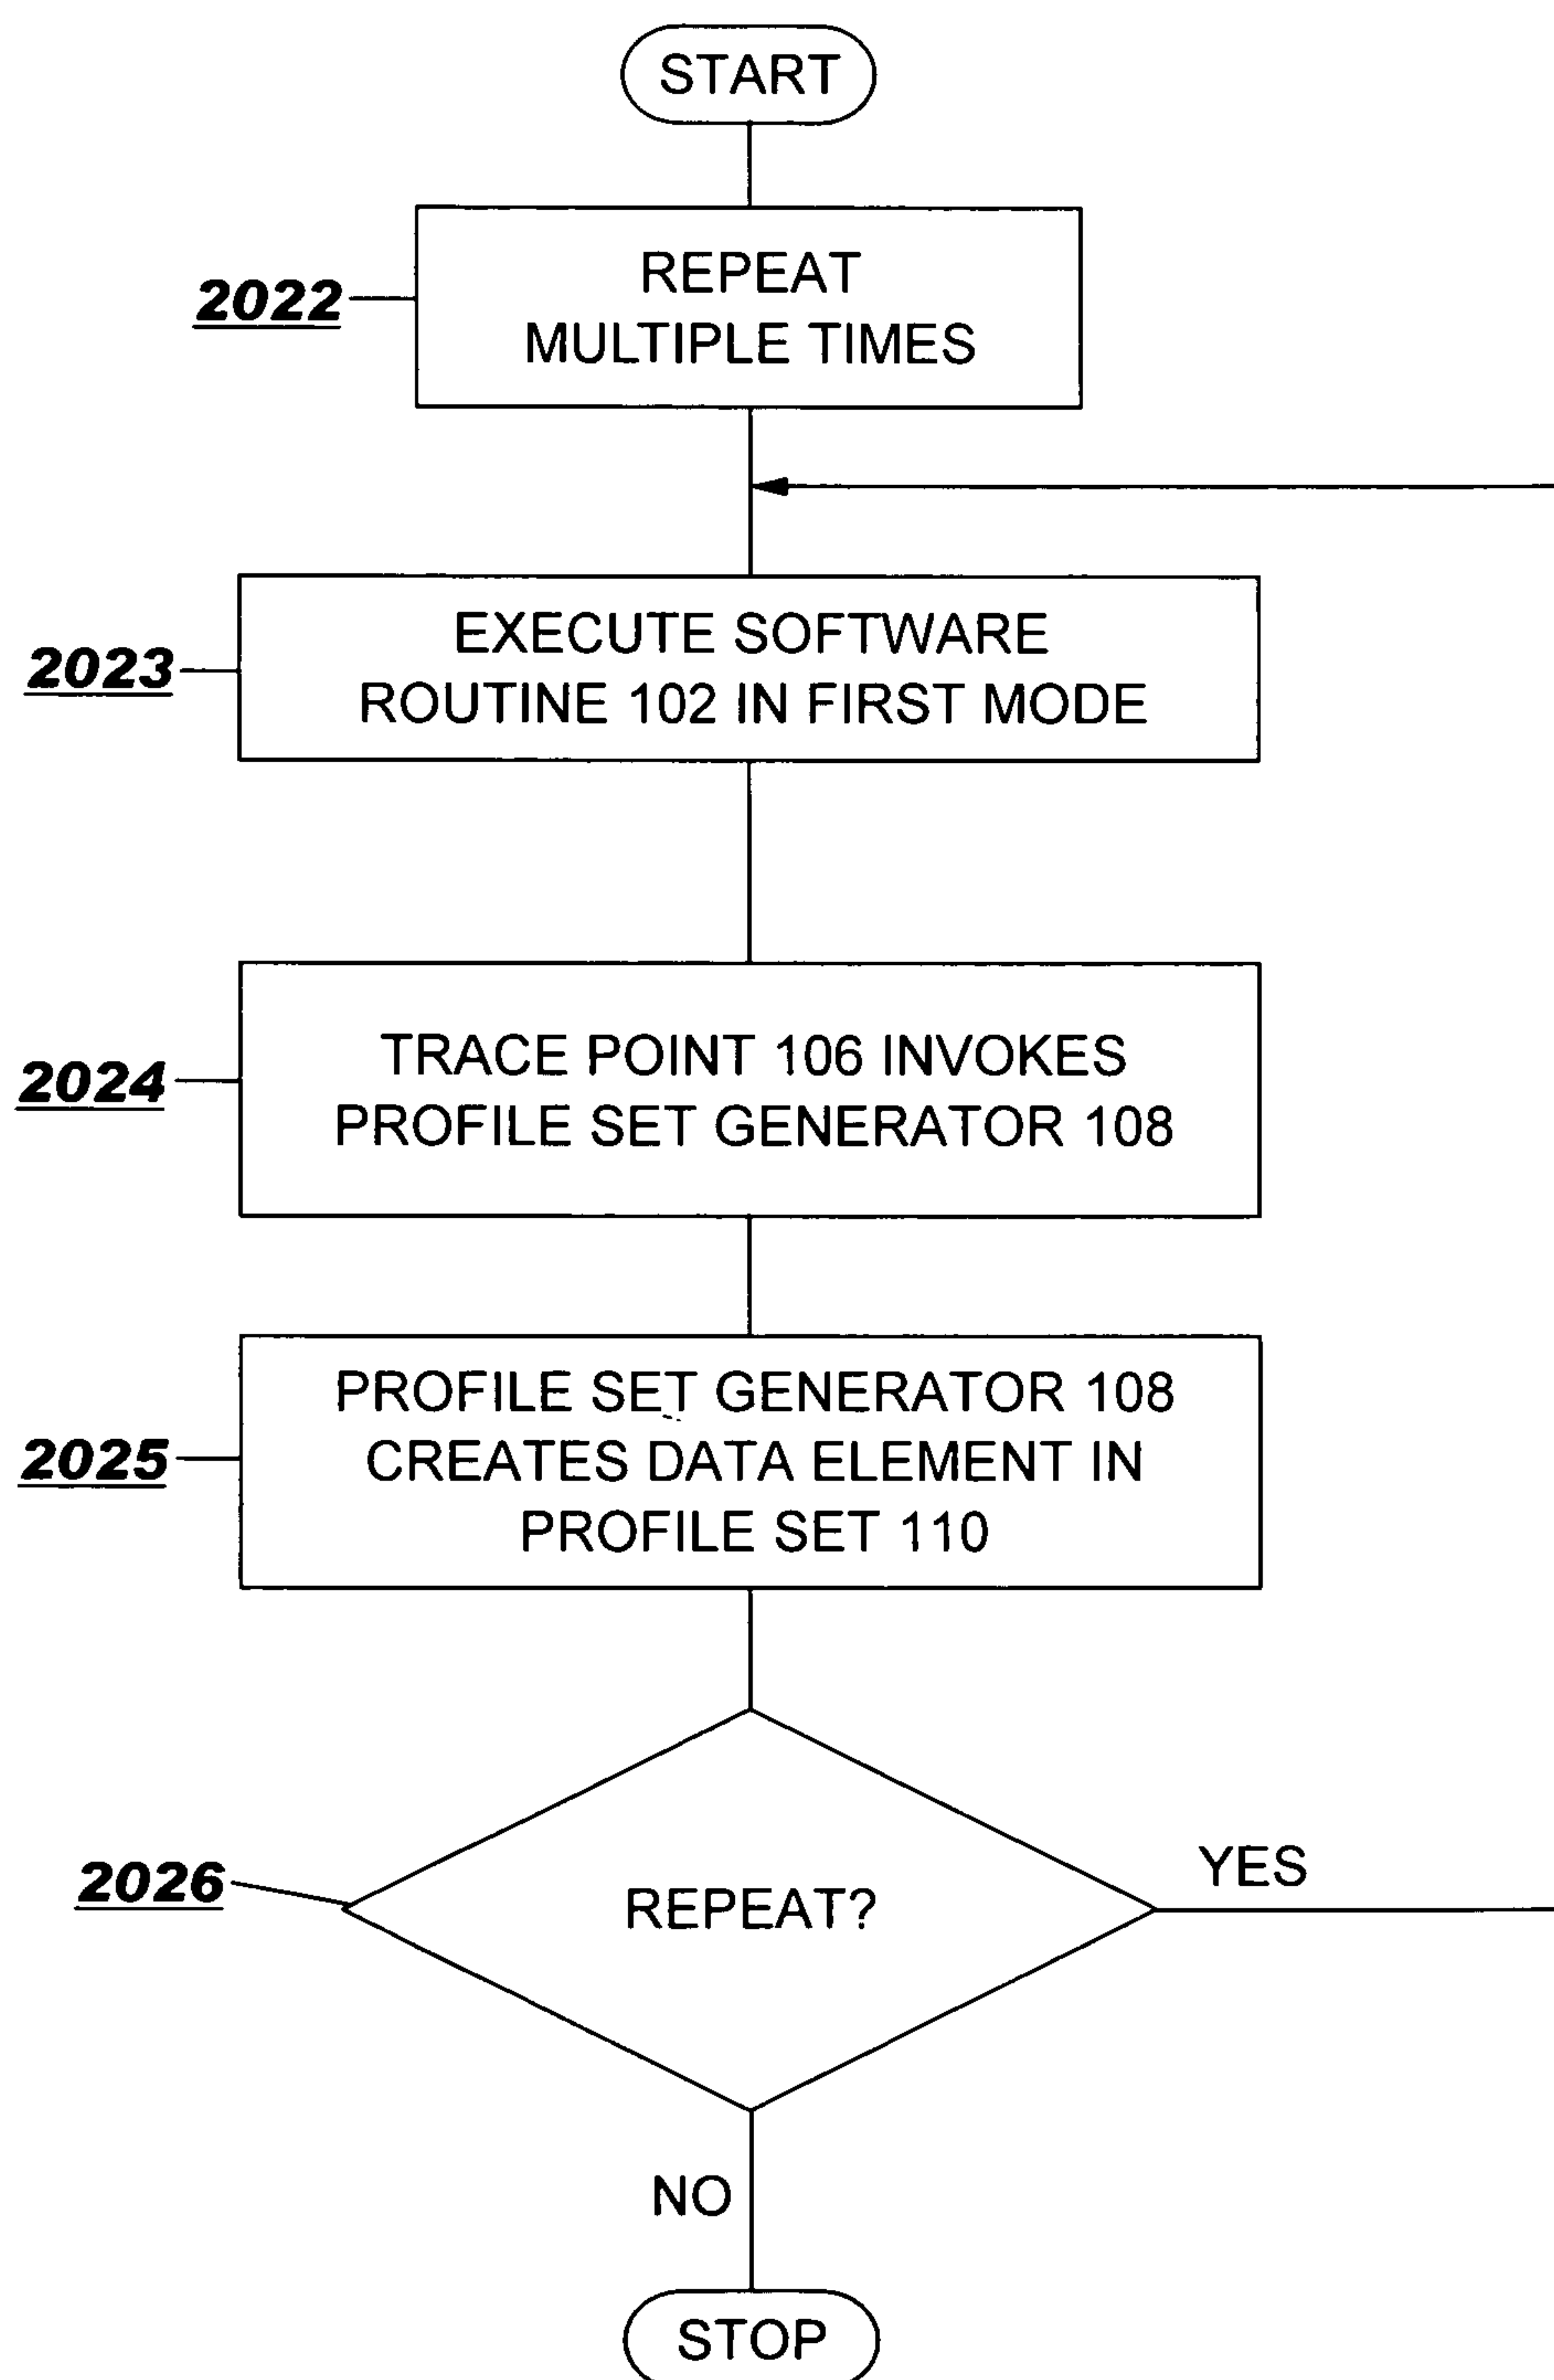 START
REPEAT
MULTIPLE TIMES
2022
EXECUTE SOFTWARE
ROUTINE 102 IN FIRST MODE
2023
TRACE POINT 106 INVOKES
PROFILE SET GENERATOR 108
2024
PROFILE SET GENERATOR 108
CREATES DATA ELEMENT IN
PROFILE SET 110
2025
YES
REPEAT?
2026
NO
STOP